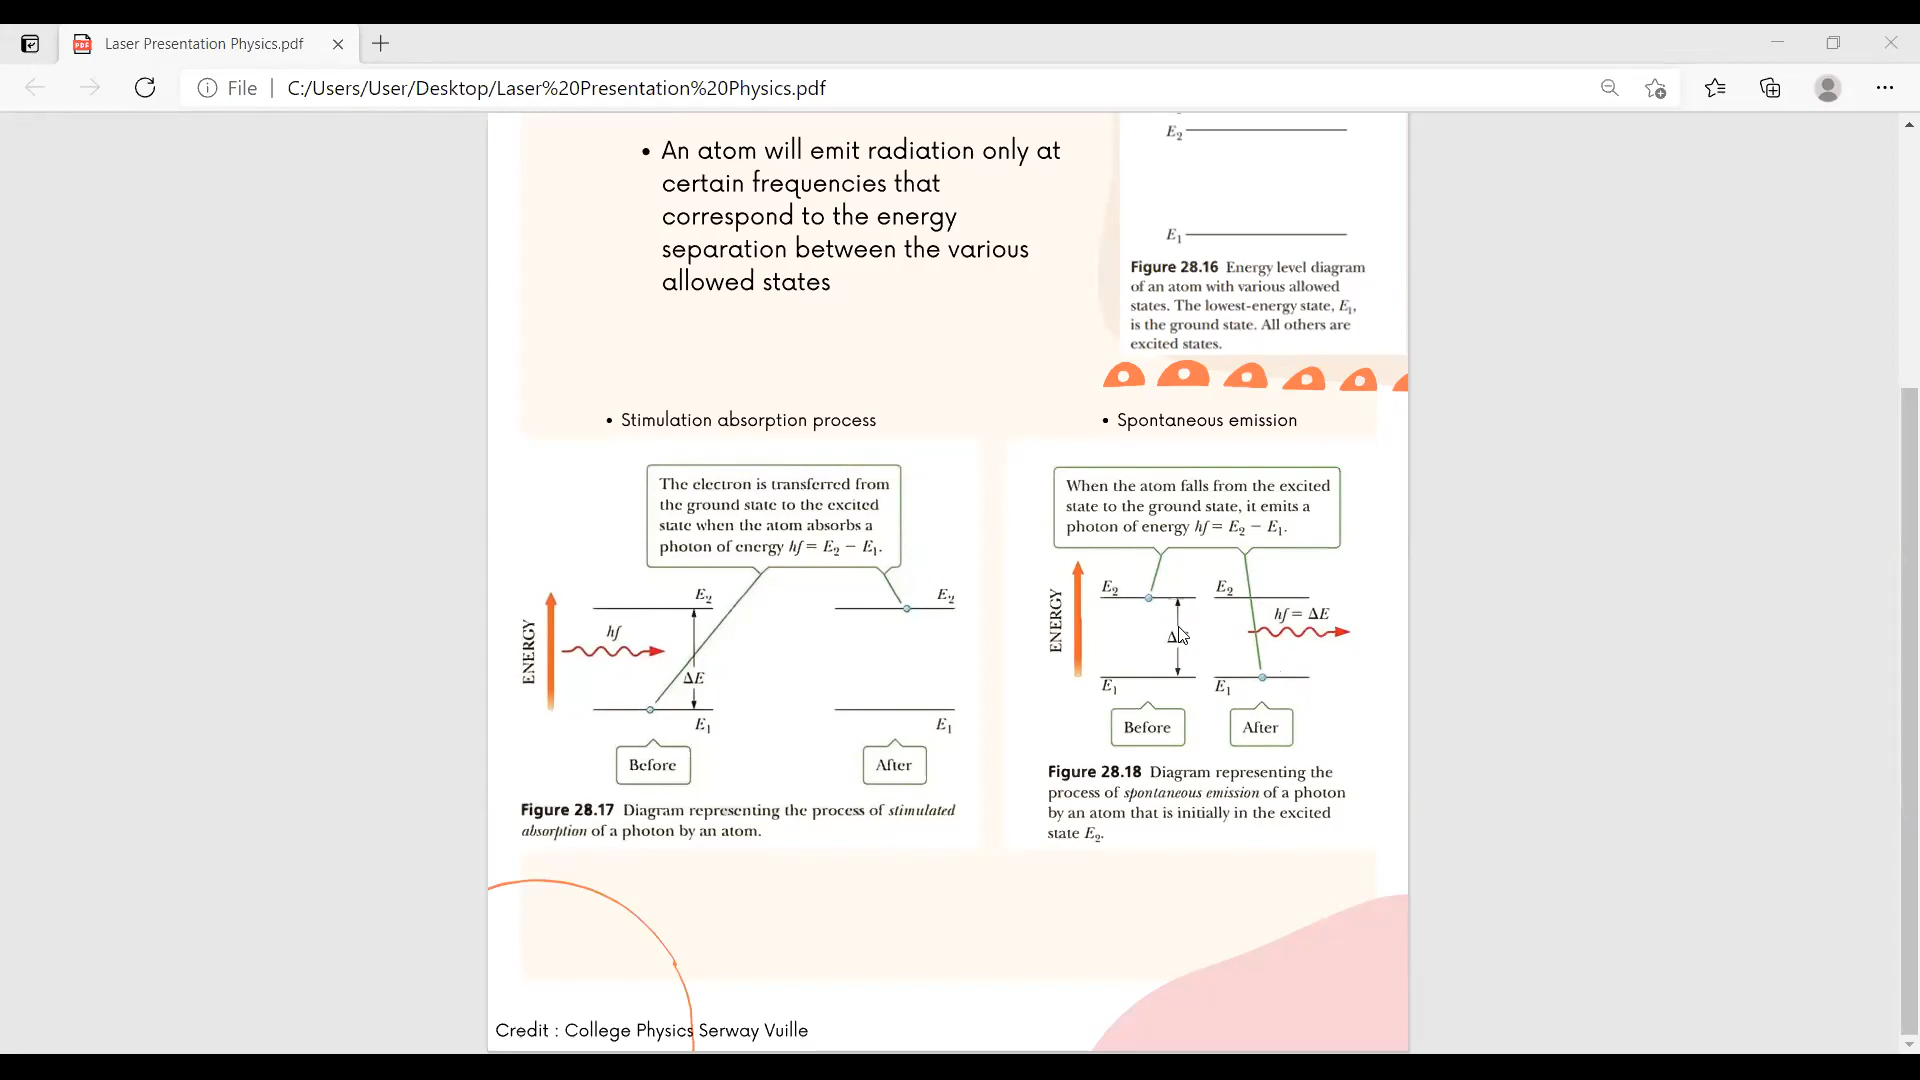 Laser Presentation Physics.pdf
File
C:/Users/User/Desktop/Laser%20Presentation%20Physics.pdf
• An atom will emit radiation only at
certain frequencies that
correspond to the energy
separation between the various
allowed states
E₂
E₁
Figure 28.16 Energy level diagram
of an atom with various allowed
states. The lowest-energy state, E₁,
is the ground state. All others are
excited states.
• Stimulation absorption process
The electron is transferred from
the ground state to the excited
state when the atom absorbs a
photon of energy hf = E₂ − E₁.
ENERGY
hf
E₂
ΔE
E₁
E₂
E₁
Before
After
Figure 28.17 Diagram representing the process of stimulated
absorption of a photon by an atom.
• Spontaneous emission
When the atom falls from the excited
state to the ground state, it emits a
photon of energy hf = E₂ − E₁.
ENERGY
E₂
Δ
E₁
E₂
hf = ΔE
E₁
Before
After
Figure 28.18 Diagram representing the
process of spontaneous emission of a photon
by an atom that is initially in the excited
state E₂.
Credit : College Physics Serway Vuille